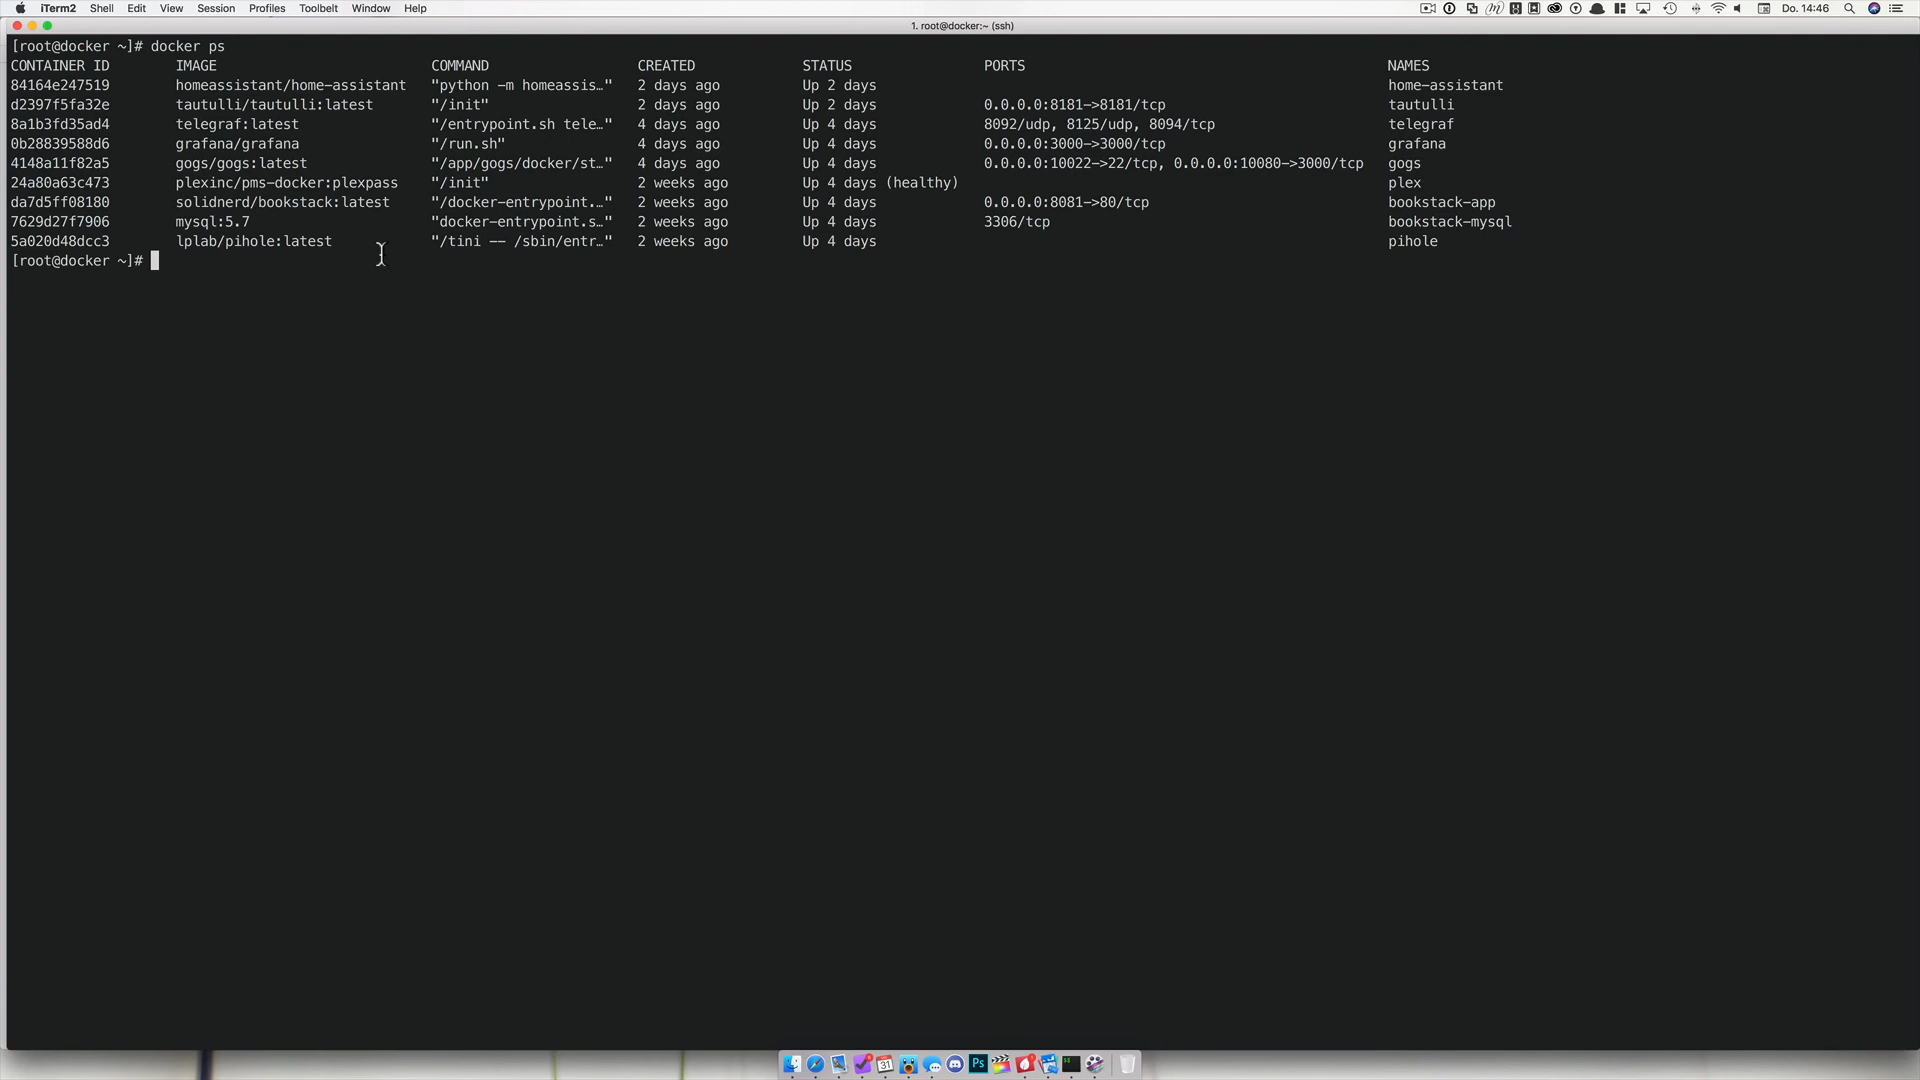 iTerm2 Shell Edit View Session Profiles Toolbelt Window Help Do. 14:46
1. root@docker:~ (ssh)
[root@docker ~]# docker ps
CONTAINER ID IMAGE COMMAND CREATED STATUS PORTS NAMES
84164e247519 homeassistant/home-assistant "python -m homeassis…" 2 days ago Up 2 days home-assistant
d2397f5fa32e tautulli/tautulli:latest "/init" 2 days ago Up 2 days 0.0.0.0:8181->8181/tcp tautulli
8a1b3fd35ad4 telegraf:latest "/entrypoint.sh tele…" 4 days ago Up 4 days 8092/udp, 8125/udp, 8094/tcp telegraf
0b28839588d6 grafana/grafana "/run.sh" 4 days ago Up 4 days 0.0.0.0:3000->3000/tcp grafana
4148a11f82a5 gogs/gogs:latest "/app/gogs/docker/st…" 4 days ago Up 4 days 0.0.0.0:10022->22/tcp, 0.0.0.0:10080->3000/tcp gogs
24a80a63c473 plexinc/pms-docker:plexpass "/init" 2 weeks ago Up 4 days (healthy) plex
da7d5ff08180 solidnerd/bookstack:latest "/docker-entrypoint.…" 2 weeks ago Up 4 days 0.0.0.0:8081->80/tcp bookstack-app
7629d27f7906 mysql:5.7 "docker-entrypoint.s…" 2 weeks ago Up 4 days 3306/tcp bookstack-mysql
5a020d48dcc3 lplab/pihole:latest "/tini -- /sbin/entr…" 2 weeks ago Up 4 days pihole
[root@docker ~]#
31 Ps